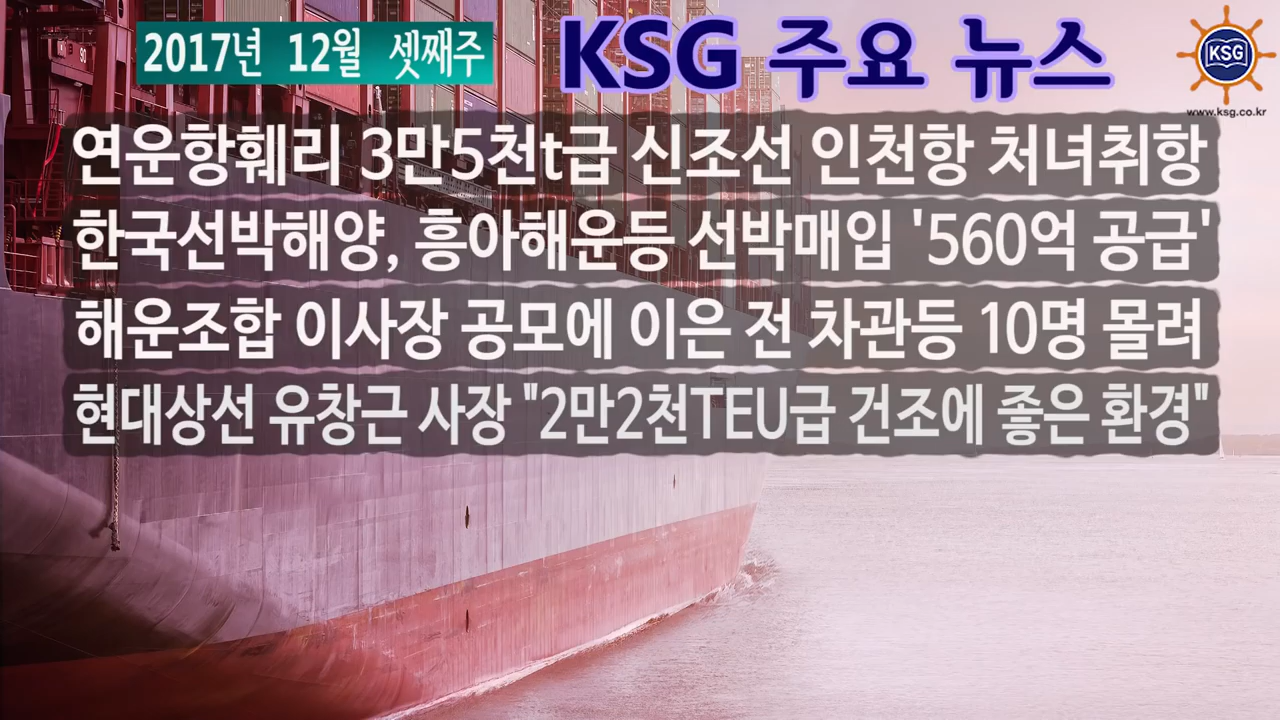 2017년 12월 셋째주
KSG 주요 뉴스
KSG
www.ksg.co.kr
연운항훼리 3만5천t급 신조선 인천항 처녀취항
한국선박해양, 흥아해운등 선박매입 '560억 공급'
해운조합 이사장 공모에 이은 전 차관등 10명 몰려
현대상선 유창근 사장 "2만2천TEU급 건조에 좋은 환경"